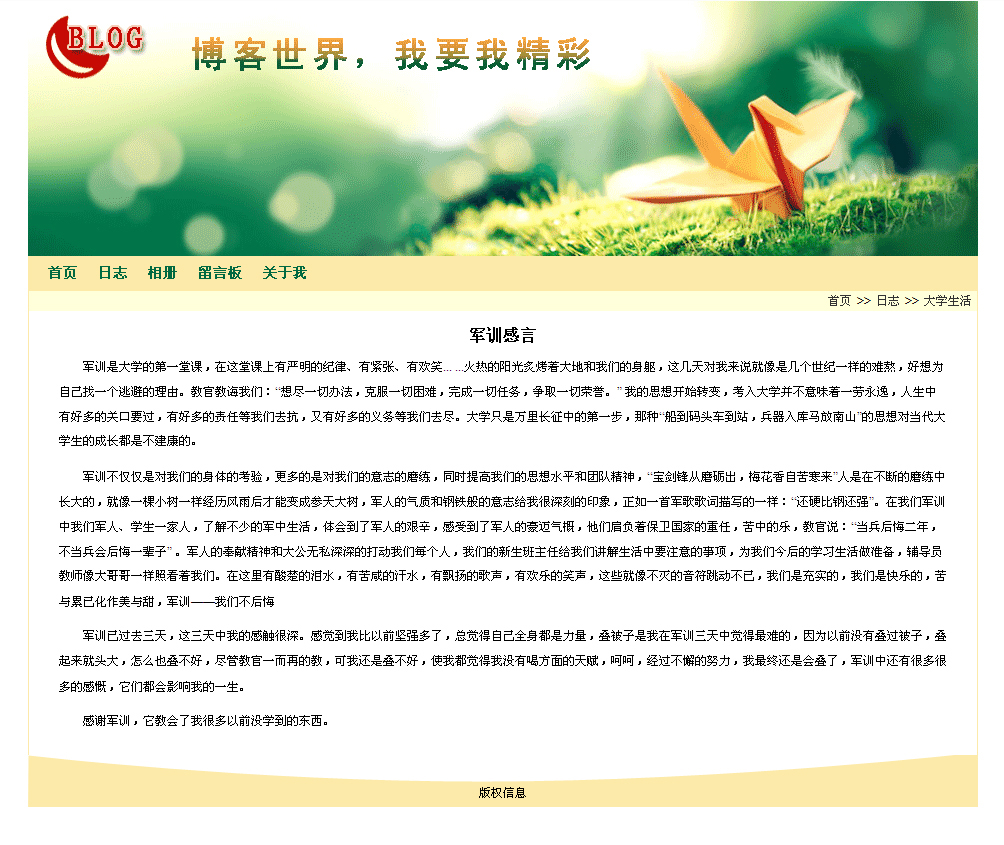 BLOG
博客世界，我要我精彩
首页 日志 相册 留言板 关于我
首页 >> 日志 >> 大学生活
军训感言
军训是大学的第一堂课，在这堂课上有严明的纪律、有紧张、有欢笑... ...火热的阳光炙烤着大地和我们的身躯，这几天对我来说就像是几个世纪一样的难熬，好想为
自己找一个逃避的理由。教官教诲我们：“想尽一切办法，克服一切困难，完成一切任务，争取一切荣誉。” 我的思想开始转变，考入大学并不意味着一劳永逸，人生中
有好多的关口要过，有好多的责任等我们去抗，又有好多的义务等我们去尽。大学只是万里长征中的第一步，那种“船到码头车到站，兵器入库马放南山”的思想对当代大
学生的成长都是不建康的。
军训不仅仅是对我们的身体的考验，更多的是对我们的意志的磨练，同时提高我们的思想水平和团队精神，“宝剑锋从磨砺出，梅花香自苦寒来”人是在不断的磨练中
长大的，就像一棵小树一样经历风雨后才能变成参天大树，军人的气质和钢铁般的意志给我很深刻的印象，正如一首军歌歌词描写的一样：“还硬比钢还强”。在我们军训
中我们军人、学生一家人，了解不少的军中生活，体会到了军人的艰辛，感受到了军人的豪迈气慨，他们肩负着保卫国家的重任，苦中的乐，教官说：“当兵后悔二年，
不当兵会后悔一辈子” 。军人的奉献精神和大公无私深深的打动我们每个人，我们的新生班主任给我们讲解生活中要注意的事项，为我们今后的学习生活做准备，辅导员
教师像大哥哥一样照看着我们。在这里有酸楚的泪水，有苦咸的汗水，有飘扬的歌声，有欢乐的笑声，这些就像不灭的音符跳动不已，我们是充实的，我们是快乐的，苦
与累已化作美与甜，军训——我们不后悔
军训已过去三天，这三天中我的感触很深。感觉到我比以前坚强多了，总觉得自己全身都是力量，叠被子是我在军训三天中觉得最难的，因为以前没有叠过被子，叠
起来就头大，怎么也叠不好，尽管教官一而再的教，可我还是叠不好，使我都觉得我没有喝方面的天赋，呵呵，经过不懈的努力，我最终还是会叠了，军训中还有很多很
多的感慨，它们都会影响我的一生。
感谢军训，它教会了我很多以前没学到的东西。
版权信息